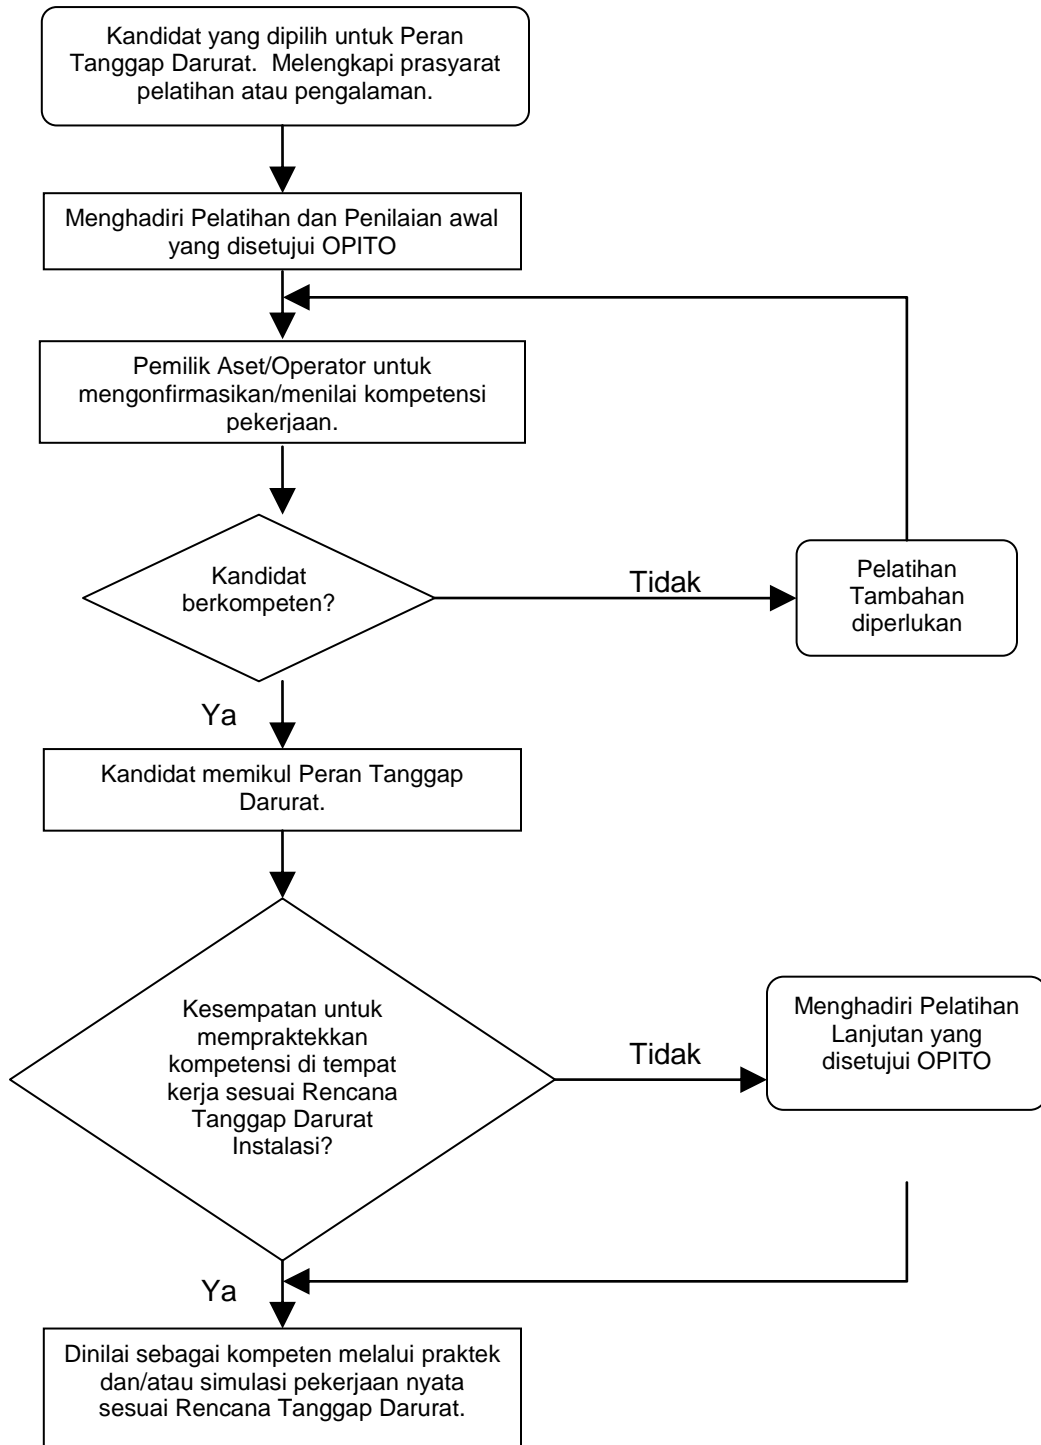 Kandidat yang dipilih untuk Peran
Tanggap Darurat. Melengkapi prasyarat
pelatihan atau pengalaman.
Menghadiri Pelatihan dan Penilaian awal
yang disetujui OPITO
Pemilik Aset/Operator untuk
mengonfirmasikan/menilai kompetensi
pekerjaan.
Kandidat
berkompeten?
Tidak
Pelatihan
Tambahan
diperlukan
Ya
Kandidat memikul Peran Tanggap
Darurat.
Kesempatan untuk
mempraktekkan
kompetensi di tempat
kerja sesuai Rencana
Tanggap Darurat
Instalasi?
Tidak
Menghadiri Pelatihan
Lanjutan yang
disetujui OPITO
Ya
Dinilai sebagai kompeten melalui praktek
dan/atau simulasi pekerjaan nyata
sesuai Rencana Tanggap Darurat.